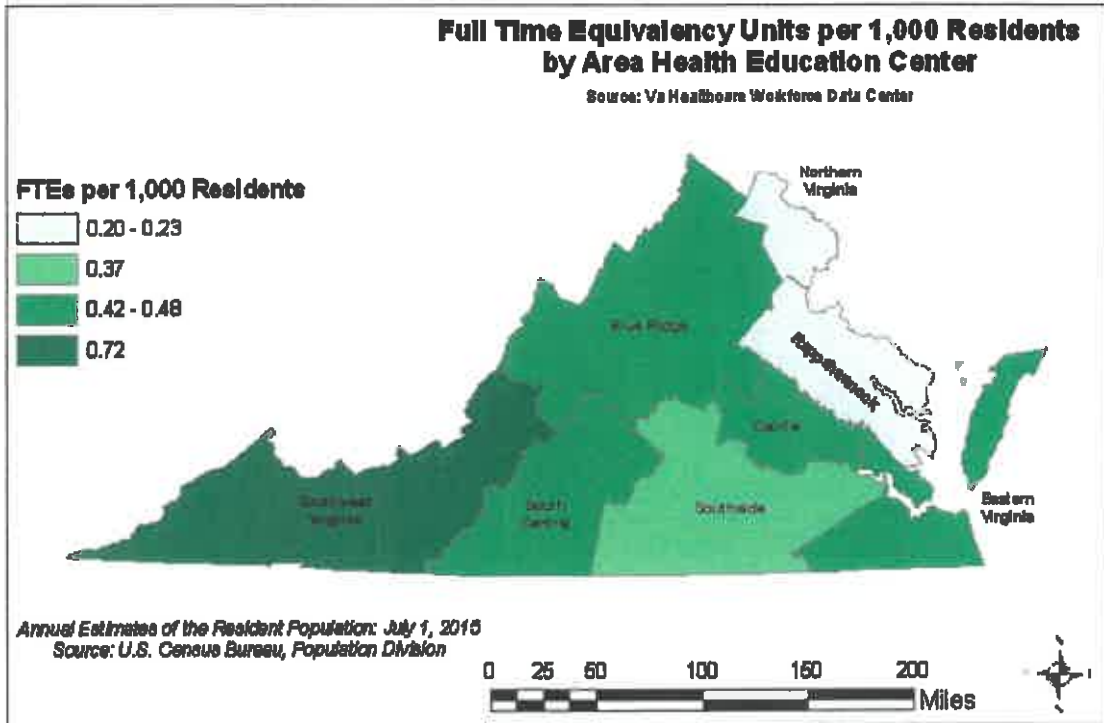 Full Time Equivalency Units per 1,000 Residents
by Area Health Education Center
Source: Va Healthcare Workforce Data Center
FTEs per 1,000 Residents
0.20 - 0.23
0.37
0.42 - 0.48
0.72
Northern
Virginia
Blue Ridge
Rappahannock
Capital
Southwest
Virginia
South
Central
Southside
Eastern
Virginia
Annual Estimates of the Resident Population: July 1, 2015
Source: U.S. Census Bureau, Population Division
0 25 50 100 150 200
Miles